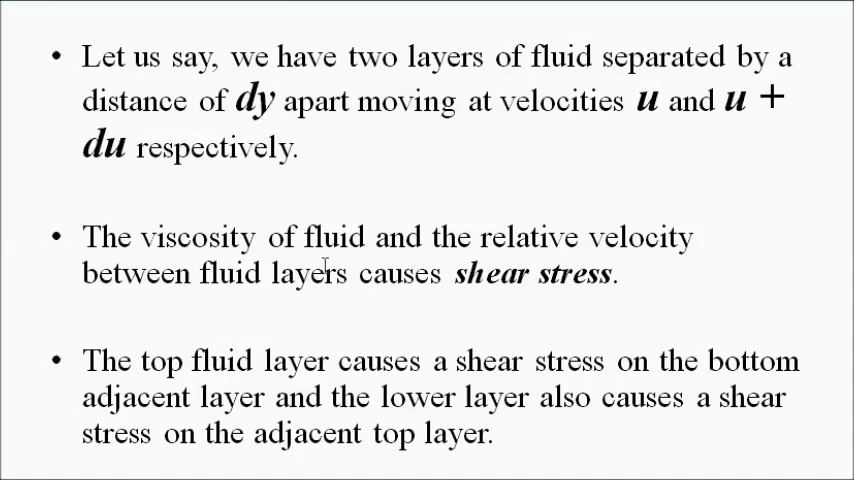 • Let us say, we have two layers of fluid separated by a
distance of dy apart moving at velocities u and u +
du respectively.
• The viscosity of fluid and the relative velocity
between fluid layers causes shear stress.
• The top fluid layer causes a shear stress on the bottom
adjacent layer and the lower layer also causes a shear
stress on the adjacent top layer.